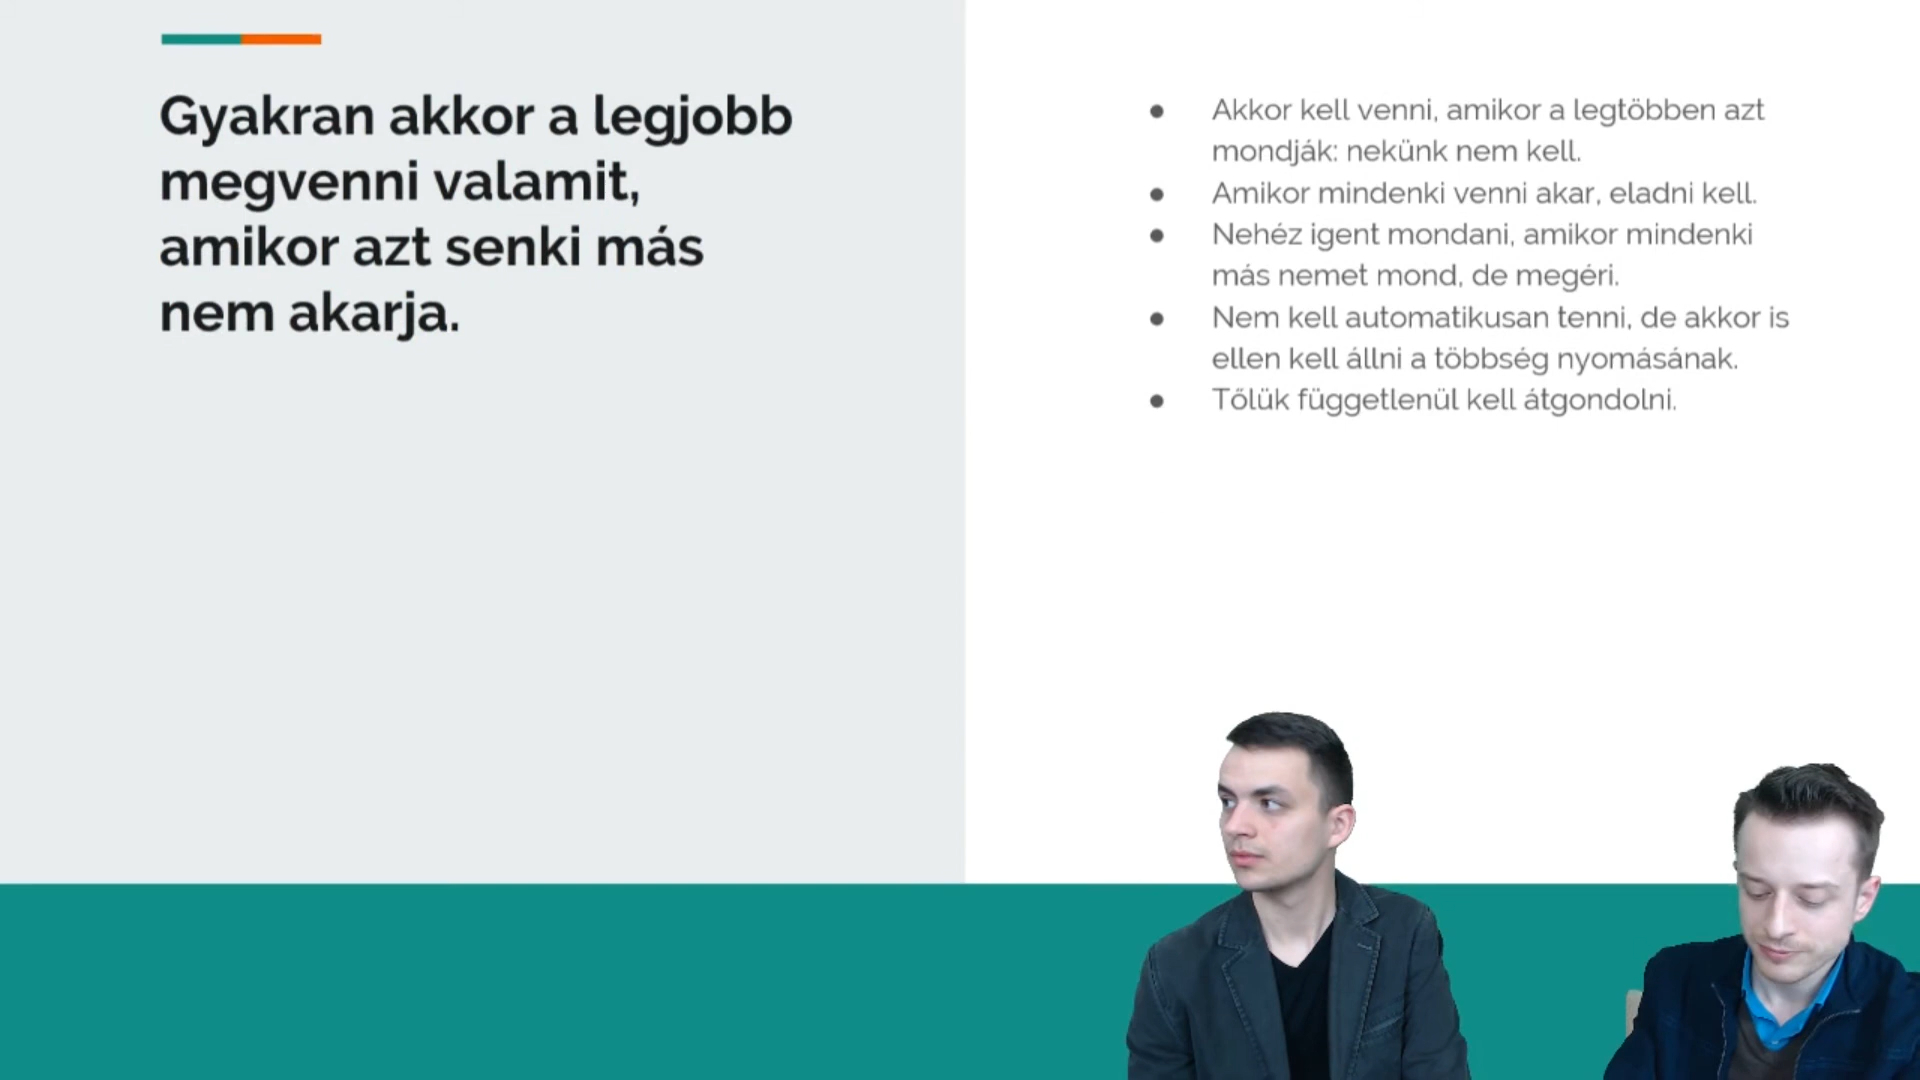 Gyakran akkor a legjobb
megvenni valamit,
amikor azt senki más
nem akarja.
● Akkor kell venni, amikor a legtöbben azt
mondják: nekünk nem kell.
● Amikor mindenki venni akar, eladni kell.
● Nehéz igent mondani, amikor mindenki
más nemet mond, de megéri.
● Nem kell automatikusan tenni, de akkor is
ellen kell állni a többség nyomásának.
● Tőlük függetlenül kell átgondolni.